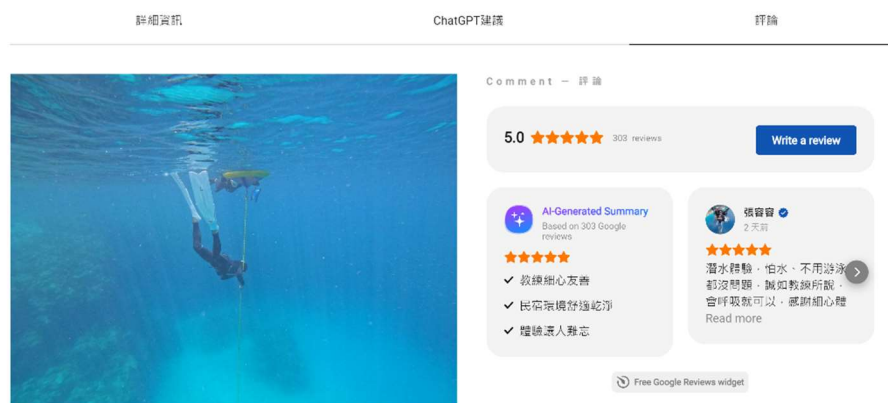 詳細資訊
ChatGPT建議
評論
Comment — 評論
5.0
303 reviews
Write a review
AI-Generated Summary
Based on 303 Google
reviews
教練細心友善
民宿環境舒適乾淨
體驗讓人難忘
張容容
2 天前
潛水體驗，怕水、不用游泳
都沒問題，誠如教練所說，
會呼吸就可以，感謝細心體
Read more
Free Google Reviews widget